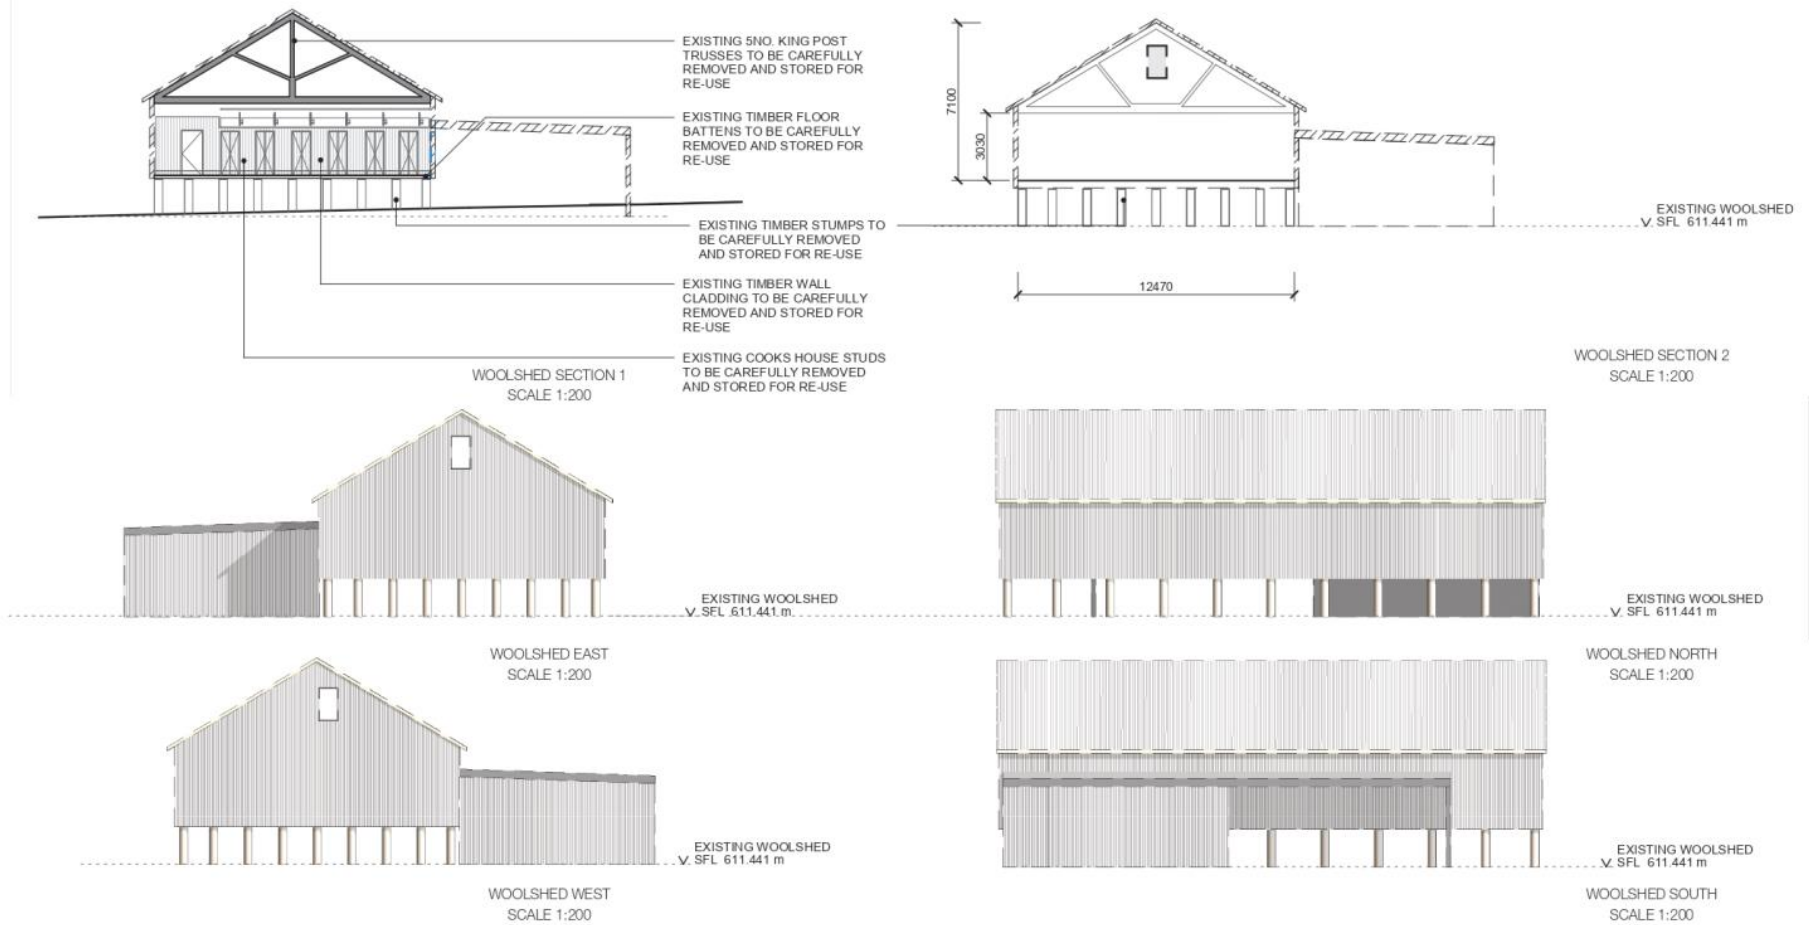 EXISTING 5NO. KING POST
TRUSSES TO BE CAREFULLY
REMOVED AND STORED FOR
RE-USE
EXISTING TIMBER FLOOR
BATTENS TO BE CAREFULLY
REMOVED AND STORED FOR
RE-USE
EXISTING TIMBER STUMPS TO
BE CAREFULLY REMOVED
AND STORED FOR RE-USE
EXISTING TIMBER WALL
CLADDING TO BE CAREFULLY
REMOVED AND STORED FOR
RE-USE
EXISTING COOKS HOUSE STUDS
TO BE CAREFULLY REMOVED
AND STORED FOR RE-USE
WOOLSHED SECTION 1
SCALE 1:200
7100
3030
12470
EXISTING WOOLSHED
SFL 611.441 m
WOOLSHED SECTION 2
SCALE 1:200
EXISTING WOOLSHED
SFL 611.441 m
WOOLSHED EAST
SCALE 1:200
EXISTING WOOLSHED
SFL 611.441 m
WOOLSHED NORTH
SCALE 1:200
EXISTING WOOLSHED
SFL 611.441 m
WOOLSHED WEST
SCALE 1:200
EXISTING WOOLSHED
SFL 611.441 m
WOOLSHED SOUTH
SCALE 1:200